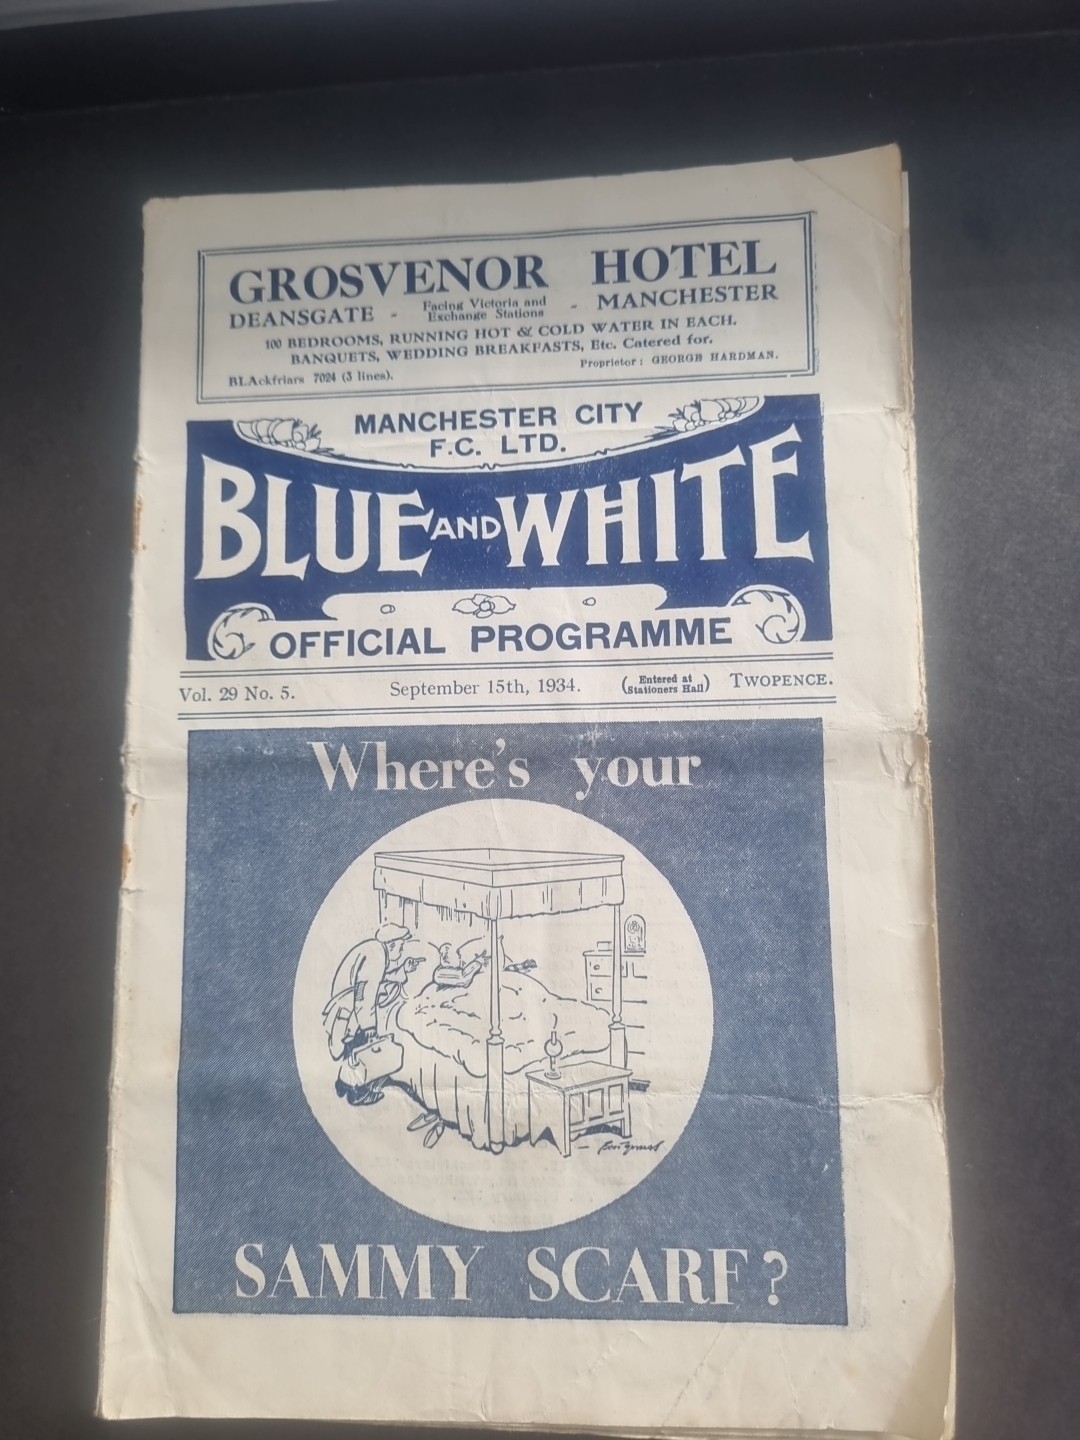 GROSVENOR HOTEL
DEANSGATE - Facing Victoria and Exchange Stations - MANCHESTER
100 BEDROOMS, RUNNING HOT & COLD WATER IN EACH.
BANQUETS, WEDDING BREAKFASTS, Etc. Catered for.
BLAckfriars 7024 (3 lines). Proprietor: GEORGE HARDMAN.
MANCHESTER CITY
F.C. LTD.
BLUE AND WHITE
OFFICIAL PROGRAMME
Vol. 29 No. 5. September 15th, 1934. (Entered at Stationers Hall) TWOPENCE.
Where's your
SAMMY SCARF?